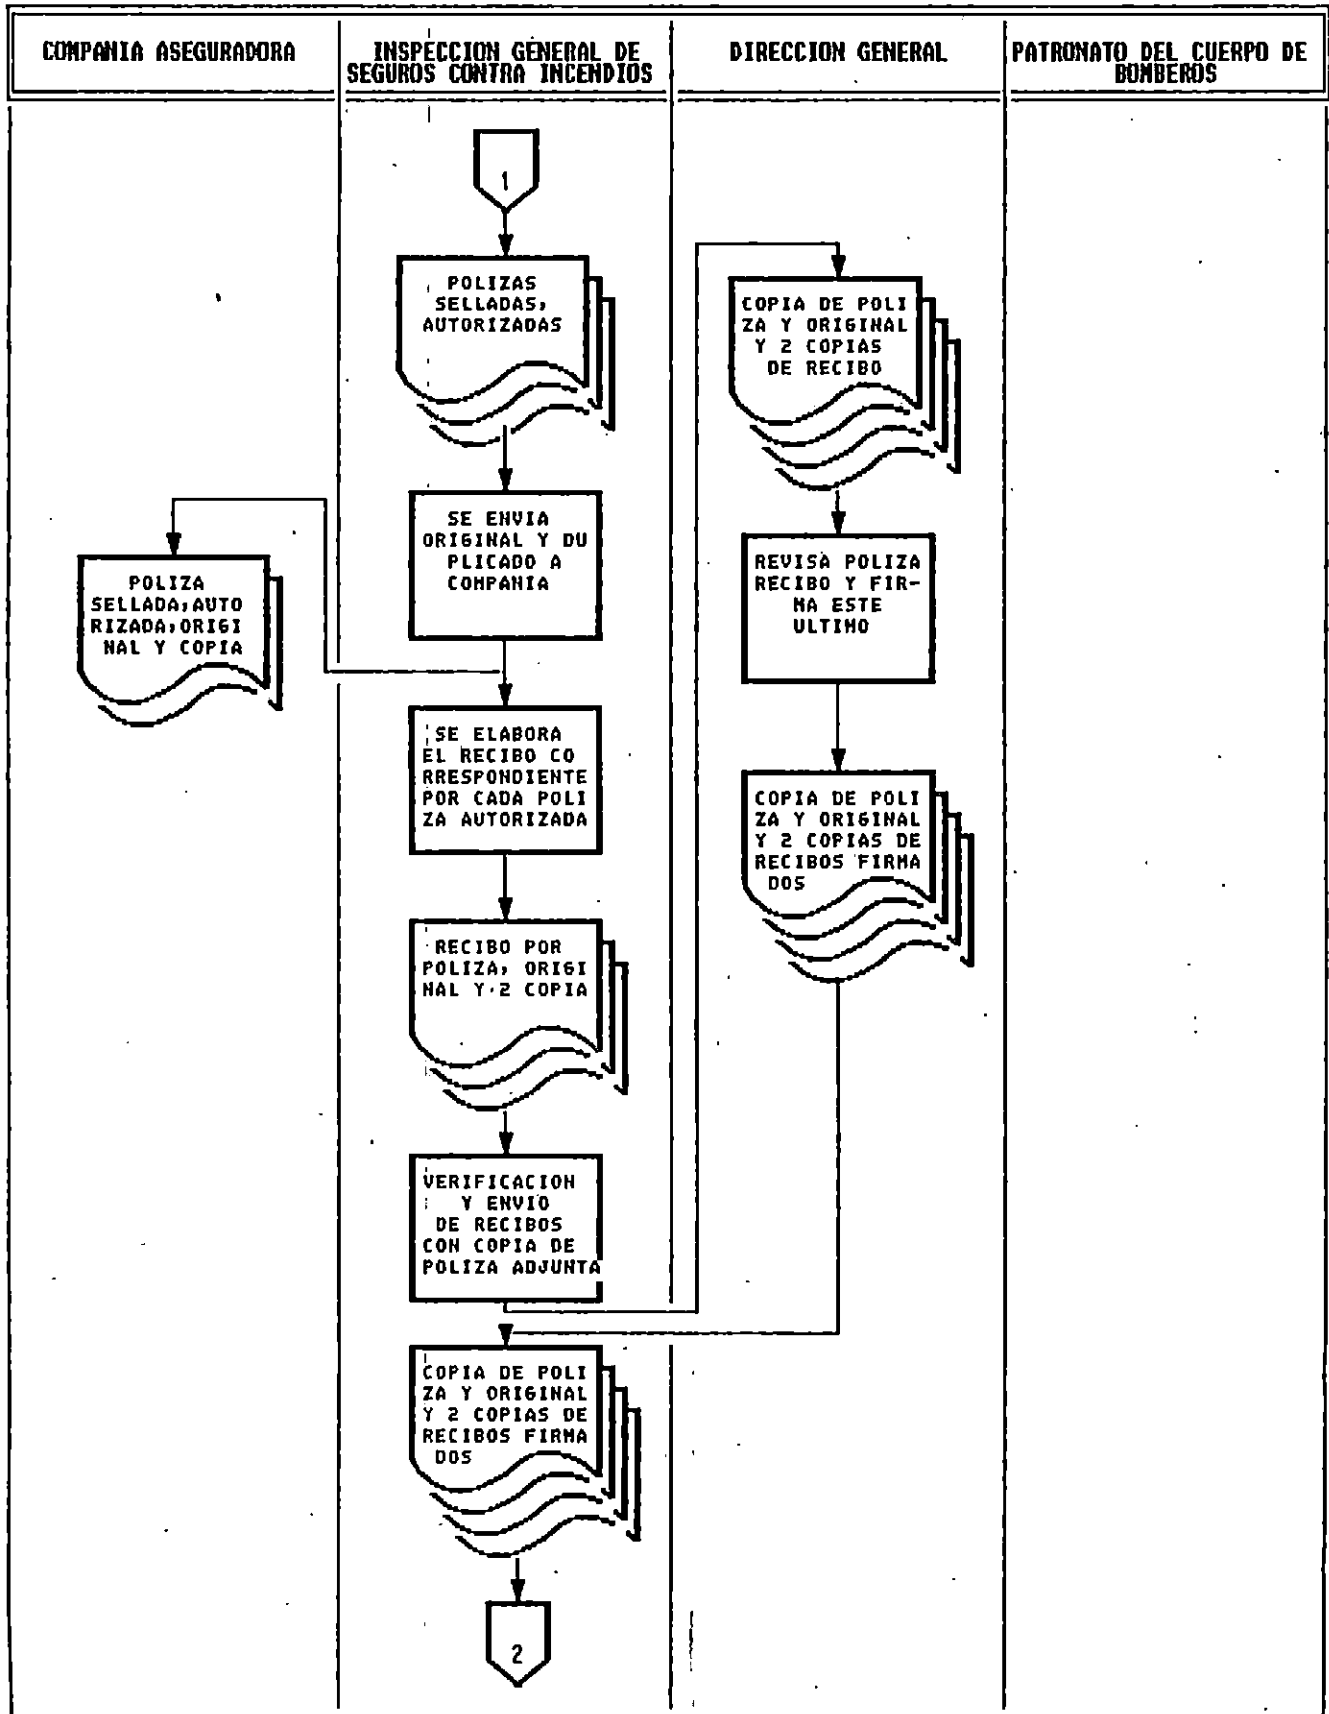 COMPANIA ASEGURADORA
INSPECCION GENERAL DE
SEGUROS CONTRA INCENDIOS
DIRECCION GENERAL
PATRONATO DEL CUERPO DE
BOMBEROS
1
POLIZAS
SELLADAS,
AUTORIZADAS
SE ENVIA
ORIGINAL Y DU
PLICADO A
COMPANIA
POLIZA
SELLADA,AUTO
RIZADA,ORIGI
NAL Y COPIA
SE ELABORA
EL RECIBO CO
RRESPONDIENTE
POR CADA POLI
ZA AUTORIZADA
RECIBO POR
POLIZA, ORIGI
NAL Y 2 COPIA
VERIFICACION
Y ENVIO
DE RECIBOS
CON COPIA DE
POLIZA ADJUNTA
COPIA DE POLI
ZA Y ORIGINAL
Y 2 COPIAS
DE RECIBO
REVISA POLIZA
RECIBO Y FIR-
MA ESTE
ULTIMO
COPIA DE POLI
ZA Y ORIGINAL
Y 2 COPIAS DE
RECIBOS FIRMA
DOS
COPIA DE POLI
ZA Y ORIGINAL
Y 2 COPIAS DE
RECIBOS FIRMA
DOS
2